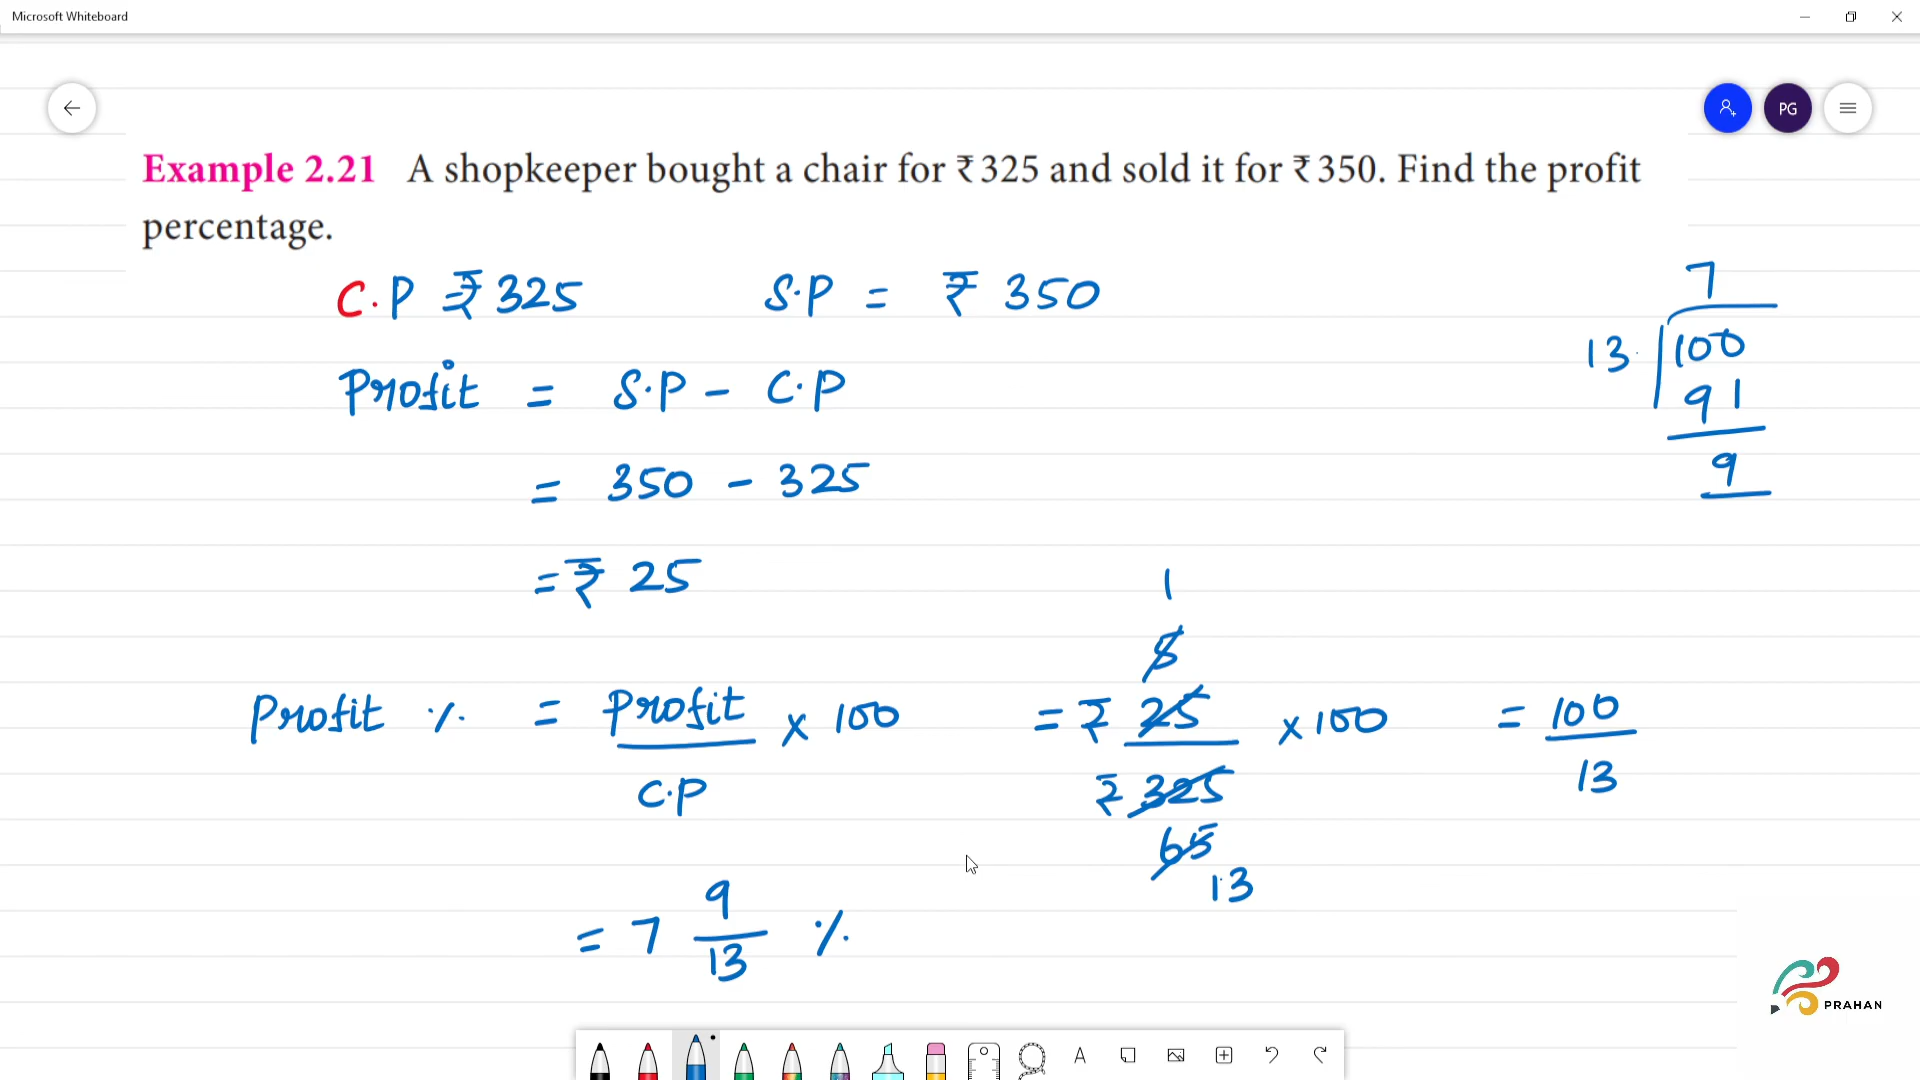 Microsoft Whiteboard
PG
Example 2.21 A shopkeeper bought a chair for ₹325 and sold it for ₹350. Find the profit
percentage.
C.P = ₹ 325 S.P = ₹ 350
Profit = S.P - C.P
= 350 - 325
= ₹ 25
7
13 100
91
9
Profit % = Profit / C.P × 100 = ₹ 25 / ₹ 325 × 100 = 100 / 13
1
5
65
13
= 7 9/13 %
PRAHAN
A